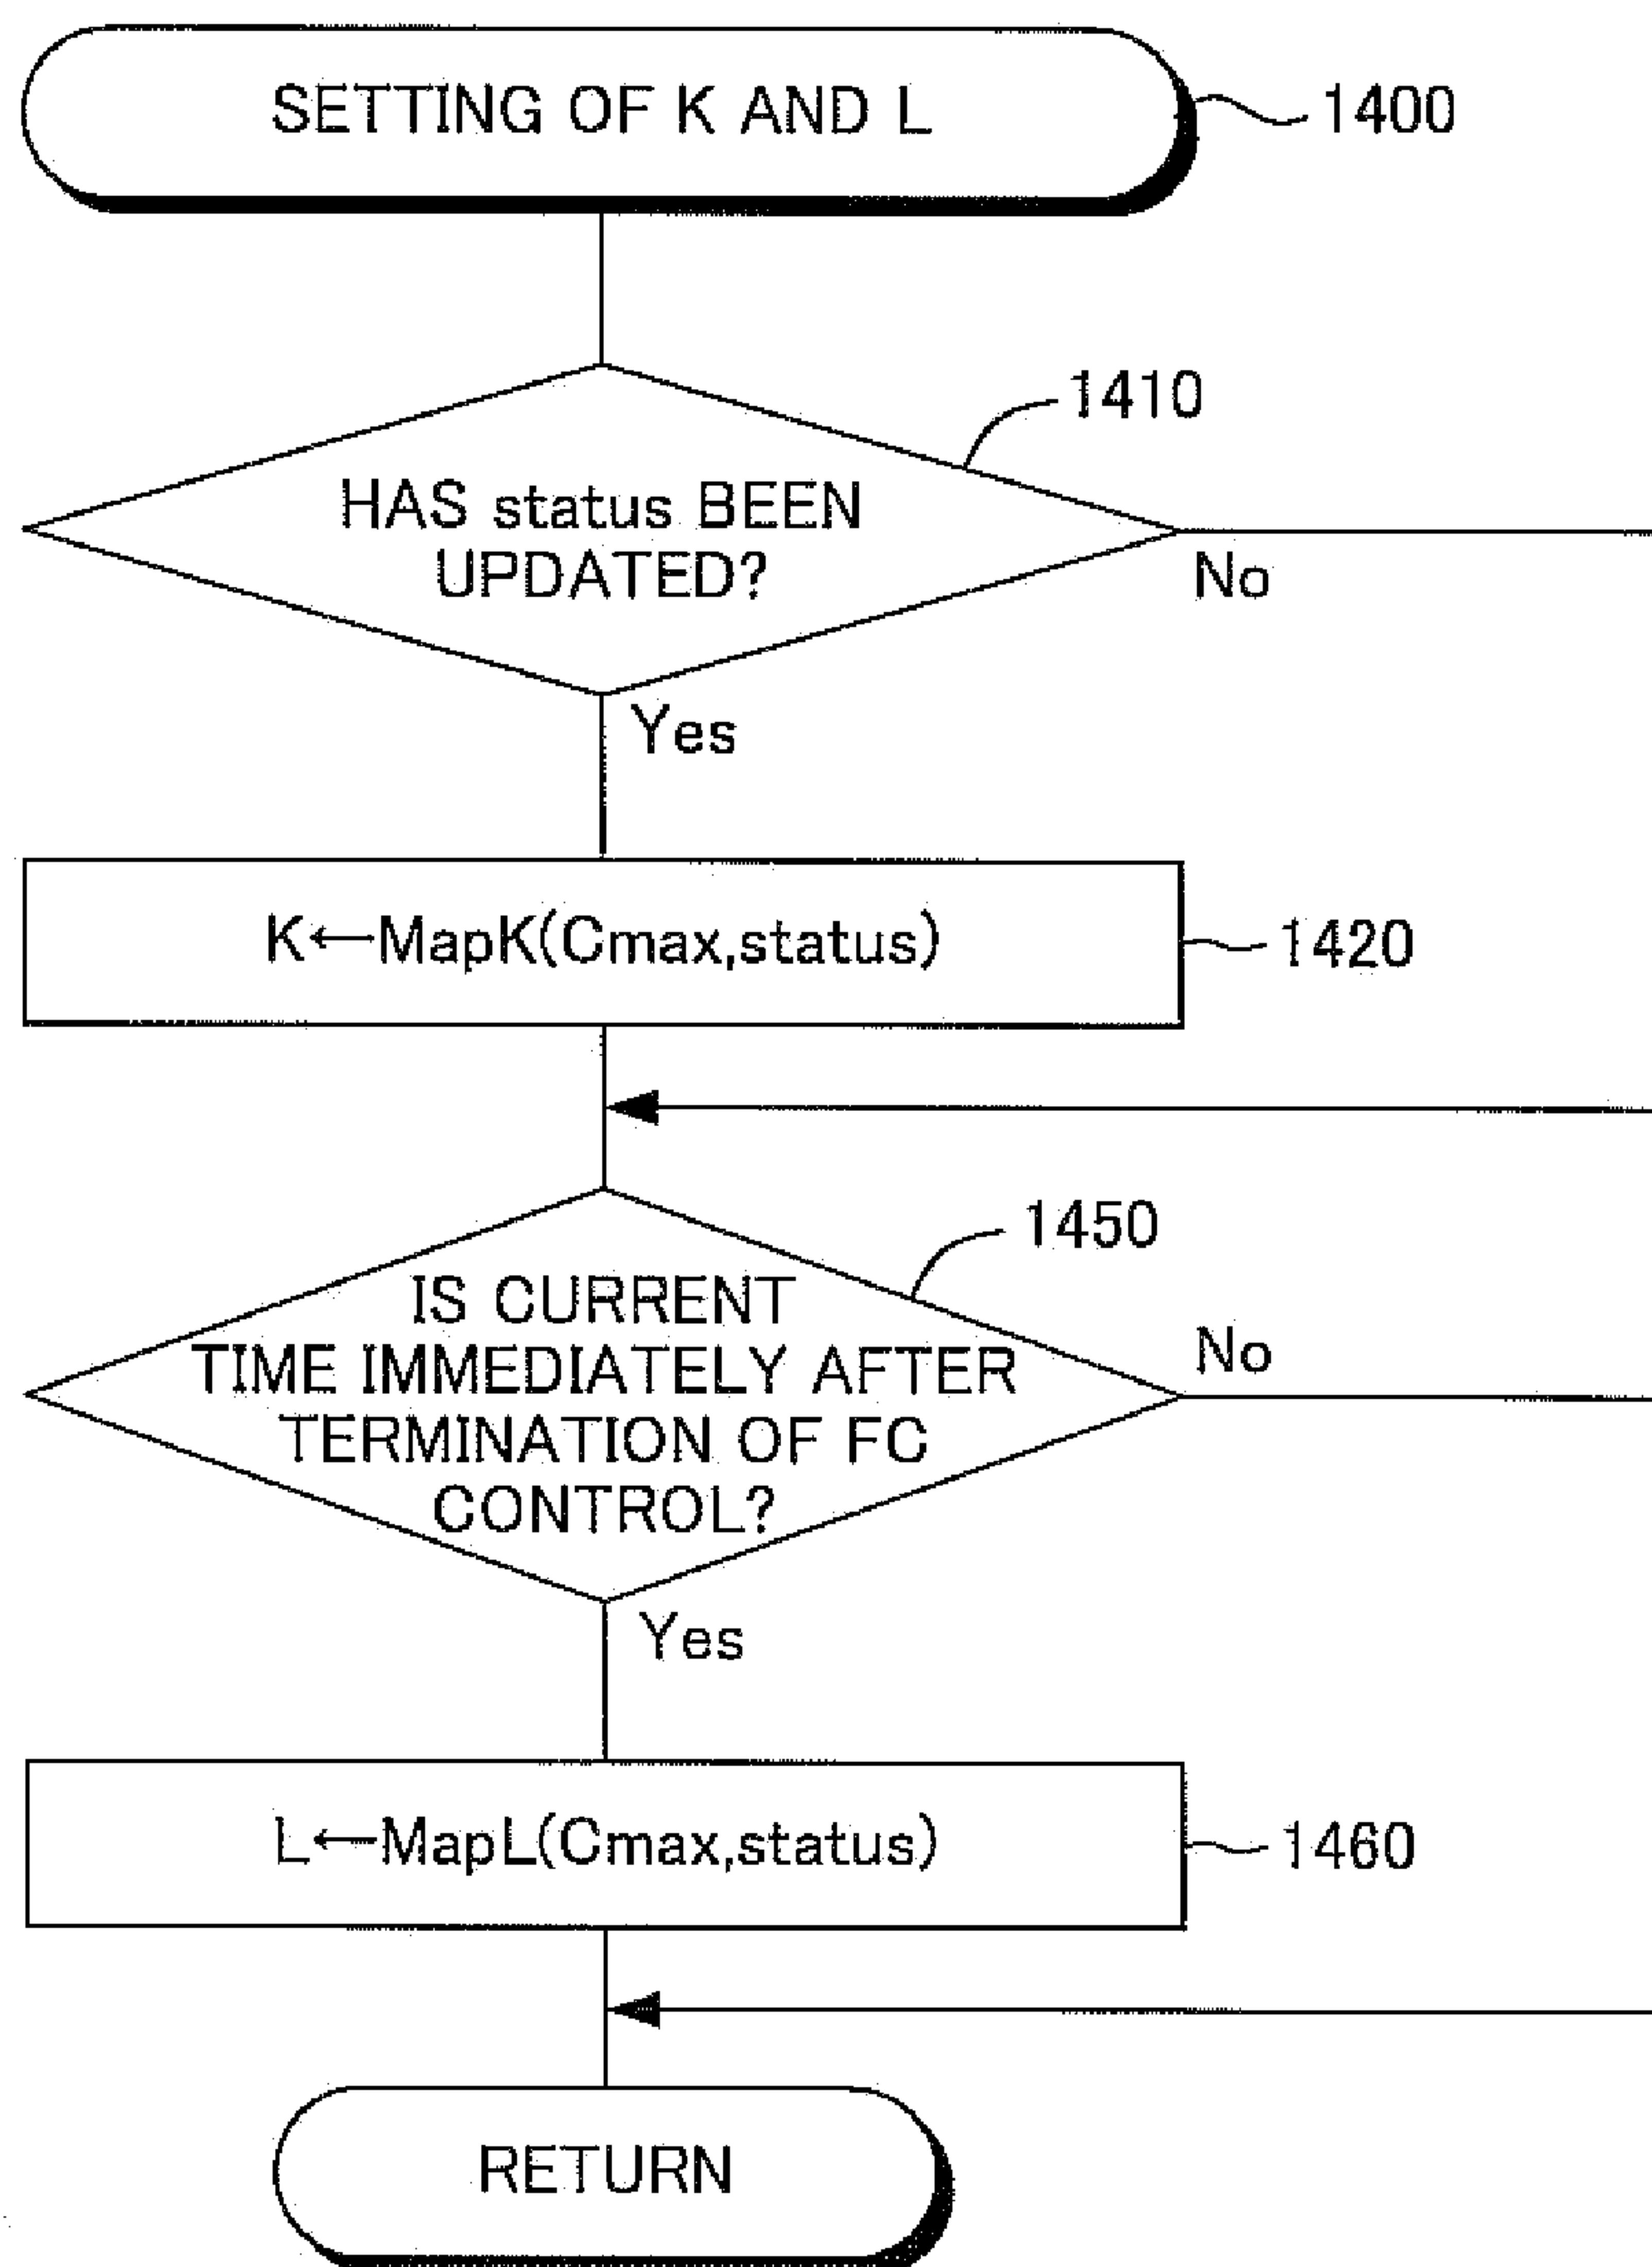 SETTING OF K AND L
1400
1410
HAS status BEEN
UPDATED?
No
Yes
K←MapK(Cmax,status)
1420
1450
IS CURRENT
TIME IMMEDIATELY AFTER
TERMINATION OF FC
CONTROL?
No
Yes
L←MapL(Cmax,status)
1460
RETURN